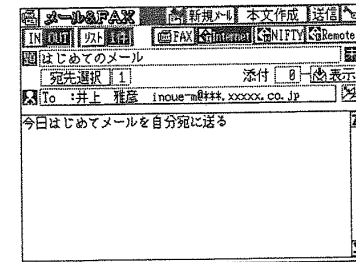 メール&FAX 新規メール 本文作成 送信
IN OUT リスト 1件 FAX Internet NIFTY Remote
題 はじめてのメール
宛先選択 1 添付 0 表示
To :井上 雅彦 inoue-m@***.xxxxx.co.jp
今日はじめてメールを自分宛に送る